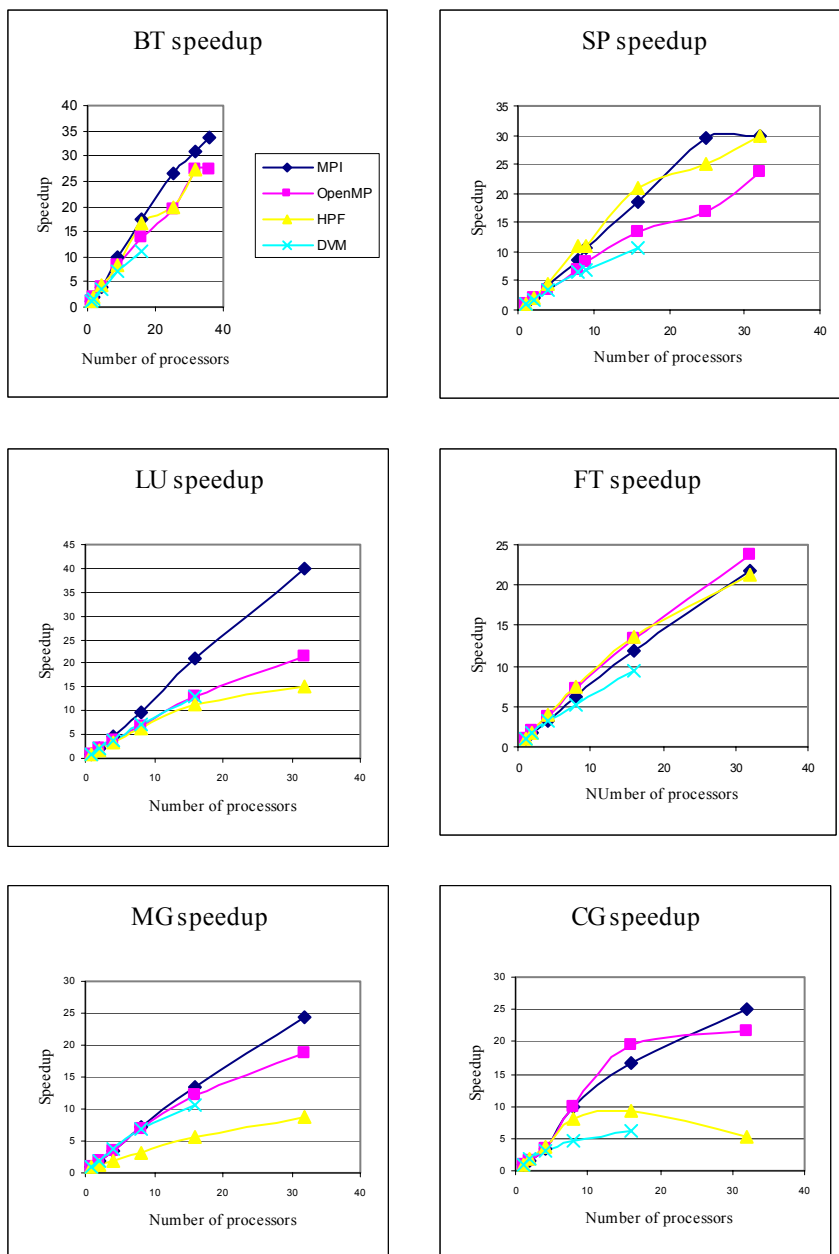 BT speedup
Speedup
40
35
30
25
20
15
10
5
0
0 20 40
Number of processors
MPI
OpenMP
HPF
DVM
SP speedup
Speedup
35
30
25
20
15
10
5
0
0 10 20 30 40
Number of processors
LU speedup
Speedup
45
40
35
30
25
20
15
10
5
0
0 10 20 30 40
Number of processors
FT speedup
Speedup
25
20
15
10
5
0
0 10 20 30 40
NUmber of processors
MG speedup
Speedup
30
25
20
15
10
5
0
0 10 20 30 40
Number of processors
CG speedup
Speedup
30
25
20
15
10
5
0
0 10 20 30 40
Number of processors